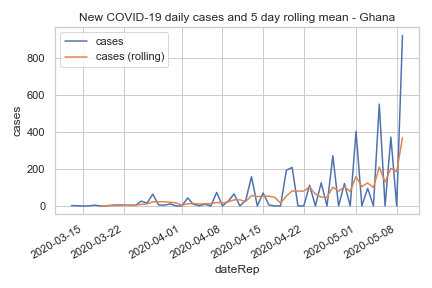 New COVID-19 daily cases and 5 day rolling mean - Ghana
cases
cases (rolling)
800
600
400
200
0
cases
2020-03-15
2020-03-22
2020-04-01
2020-04-08
2020-04-15
2020-04-22
2020-05-01
2020-05-08
dateRep